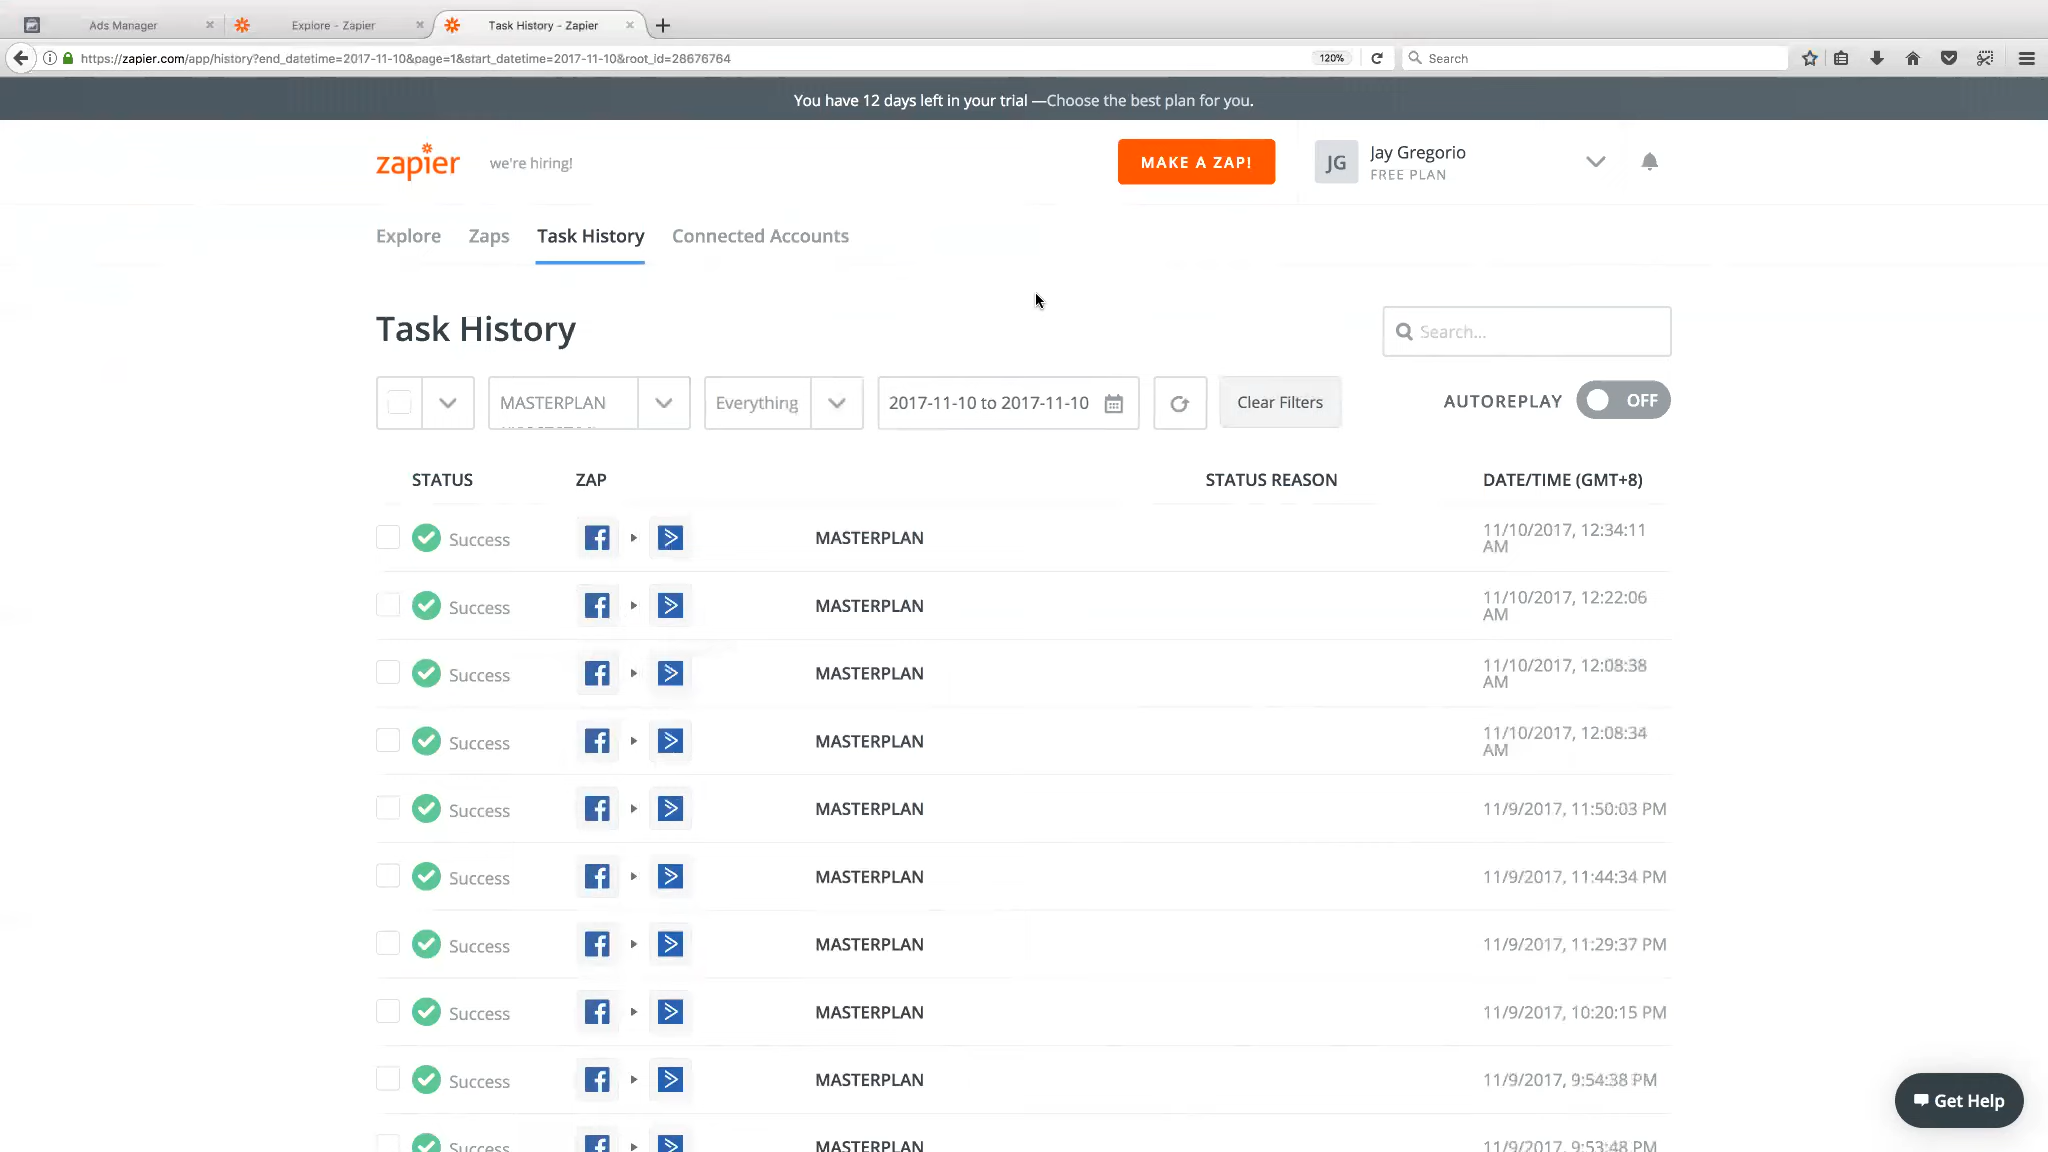 Ads Manager
Explore - Zapier
Task History - Zapier
https://zapier.com/app/history?end_datetime=2017-11-10&page=1&start_datetime=2017-11-10&root_id=28676764
120%
Search
You have 12 days left in your trial —Choose the best plan for you.
zapier
we're hiring!
MAKE A ZAP!
JG
Jay Gregorio
FREE PLAN
Explore
Zaps
Task History
Connected Accounts
Task History
Search...
MASTERPLAN
Everything
2017-11-10 to 2017-11-10
Clear Filters
AUTOREPLAY
OFF
STATUS
ZAP
STATUS REASON
DATE/TIME (GMT+8)
Success
MASTERPLAN
11/10/2017, 12:34:11
AM
Success
MASTERPLAN
11/10/2017, 12:22:06
AM
Success
MASTERPLAN
11/10/2017, 12:08:38
AM
Success
MASTERPLAN
11/10/2017, 12:08:34
AM
Success
MASTERPLAN
11/9/2017, 11:50:03 PM
Success
MASTERPLAN
11/9/2017, 11:44:34 PM
Success
MASTERPLAN
11/9/2017, 11:29:37 PM
Success
MASTERPLAN
11/9/2017, 10:20:15 PM
Success
MASTERPLAN
11/9/2017, 9:54:38 PM
Success
MASTERPLAN
11/9/2017, 9:53:48 PM
Get Help